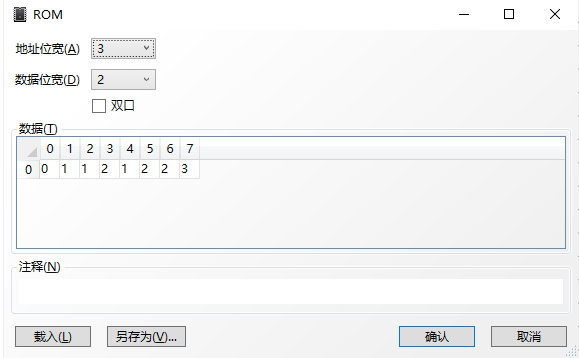 ROM
地址位宽(A) 3
数据位宽(D) 2
双口
数据(T)
0 1 2 3 4 5 6 7
0 0 1 1 2 1 2 2 3
注释(N)
载入(L) 另存为(V)... 确认 取消